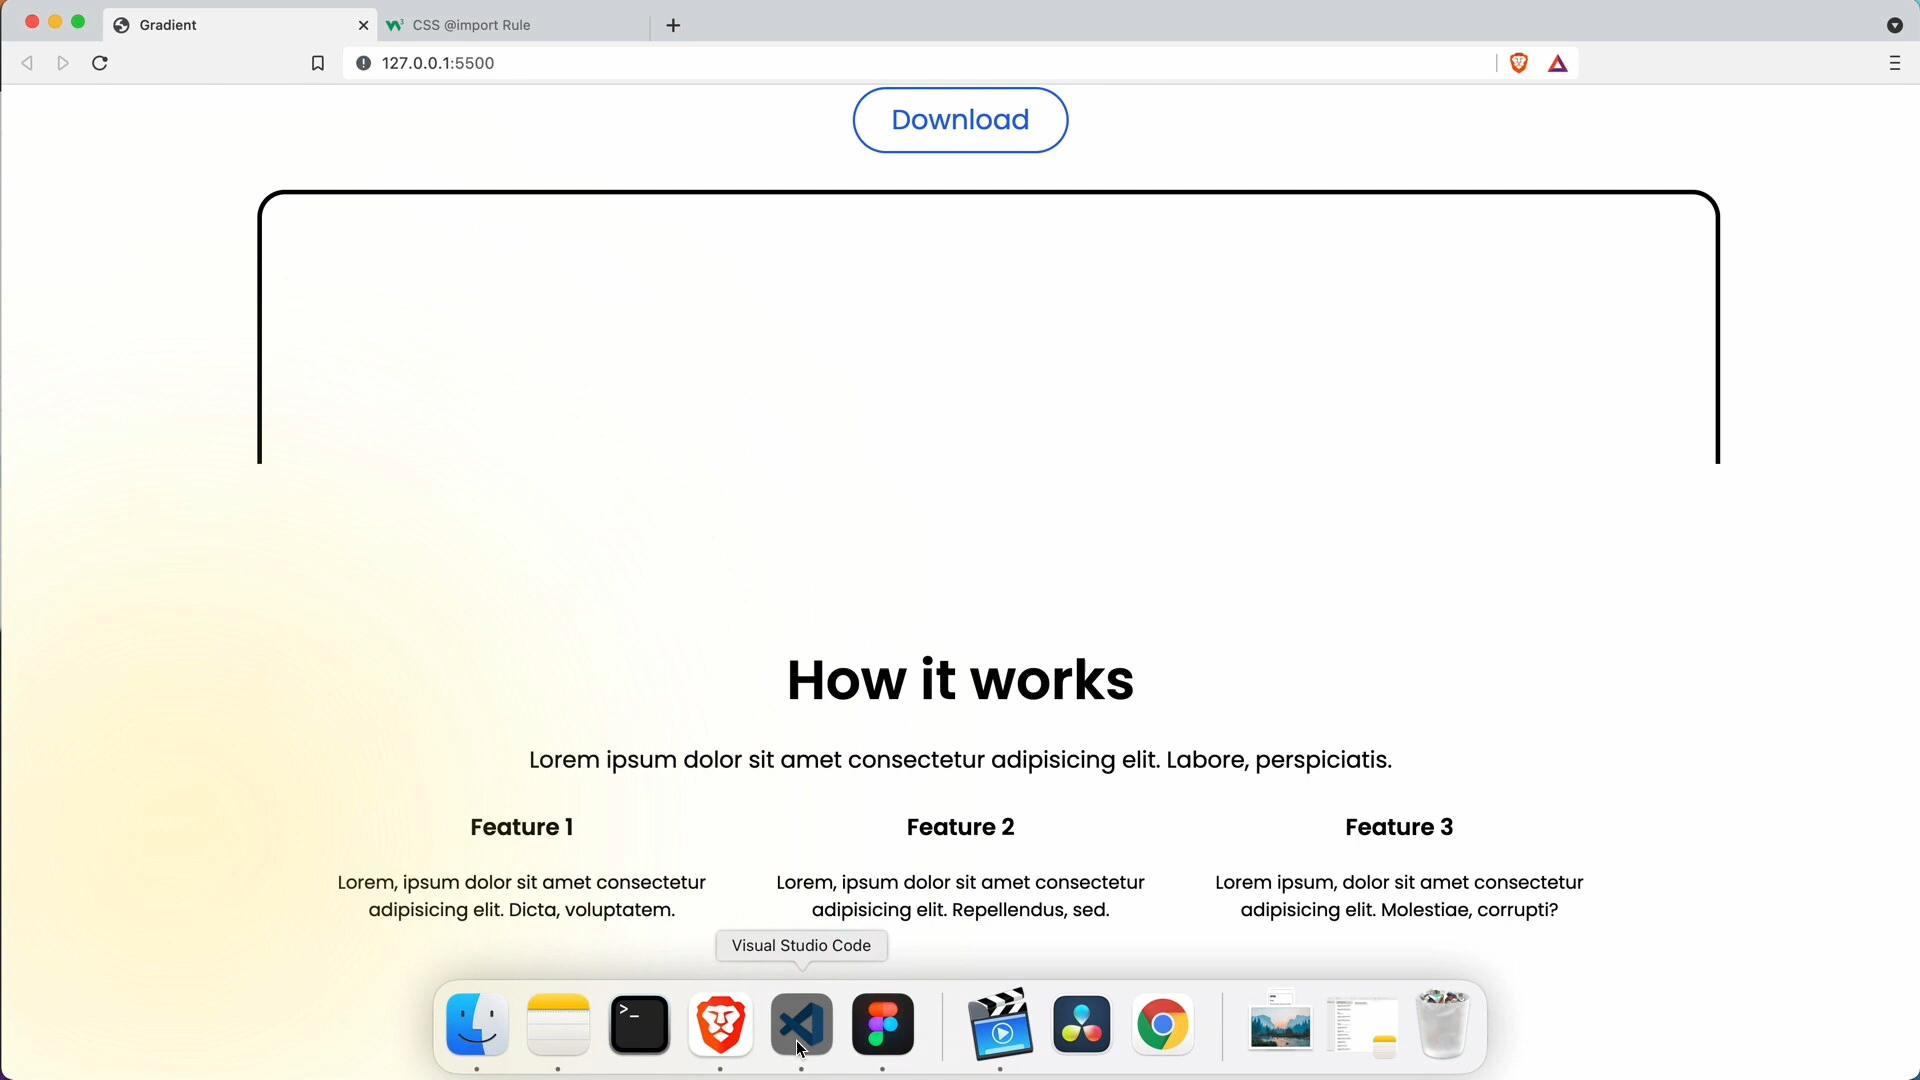 Gradient
CSS @import Rule
127.0.0.1:5500
Download
How it works
Lorem ipsum dolor sit amet consectetur adipisicing elit. Labore, perspiciatis.
Feature 1
Lorem, ipsum dolor sit amet consectetur
adipisicing elit. Dicta, voluptatem.
Feature 2
Lorem, ipsum dolor sit amet consectetur
adipisicing elit. Repellendus, sed.
Feature 3
Lorem ipsum, dolor sit amet consectetur
adipisicing elit. Molestiae, corrupti?
Visual Studio Code